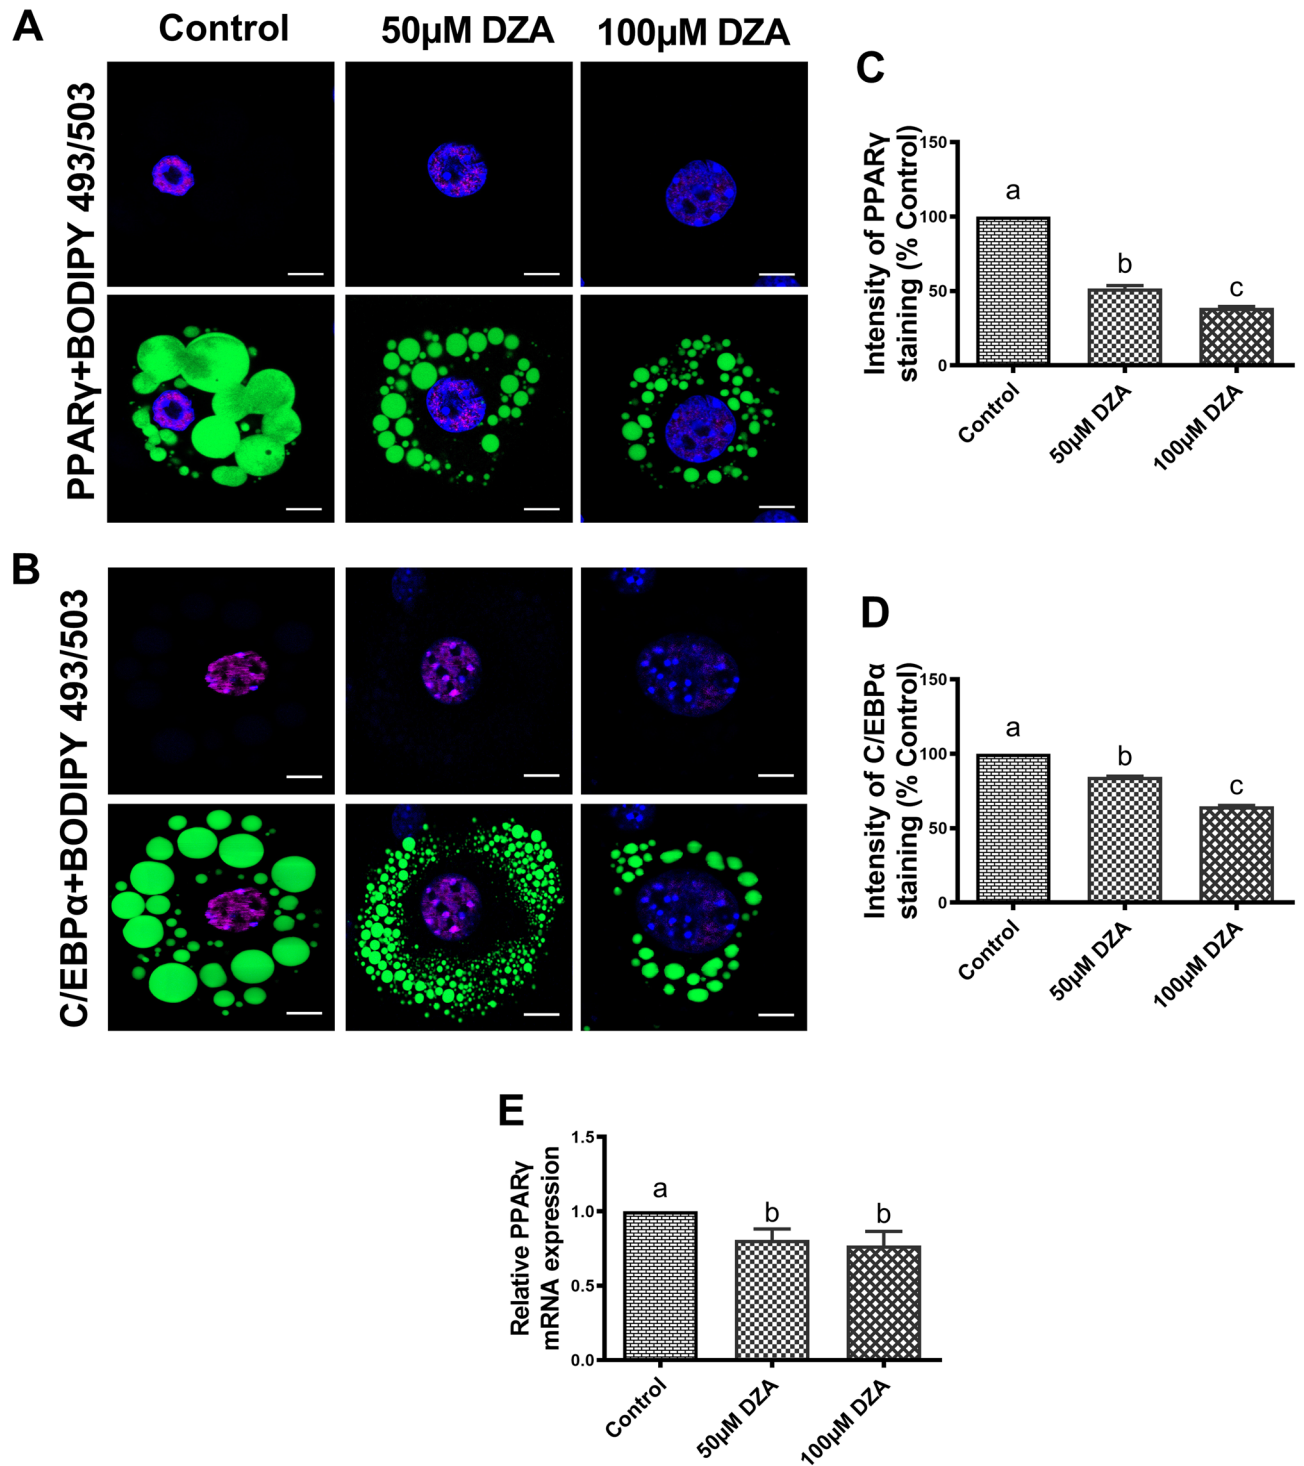 A
Control
50μM DZA
100μM DZA
PPARγ+BODIPY 493/503
B
C/EBPα+BODIPY 493/503
C
Intensity of PPARγ
staining (% Control)
150
100
50
0
a
b
c
Control
50μM DZA
100μM DZA
D
Intensity of C/EBPα
staining (% Control)
150
100
50
0
a
b
c
Control
50μM DZA
100μM DZA
E
Relative PPARγ
mRNA expression
1.5
1.0
0.5
0.0
a
b
b
Control
50μM DZA
100μM DZA